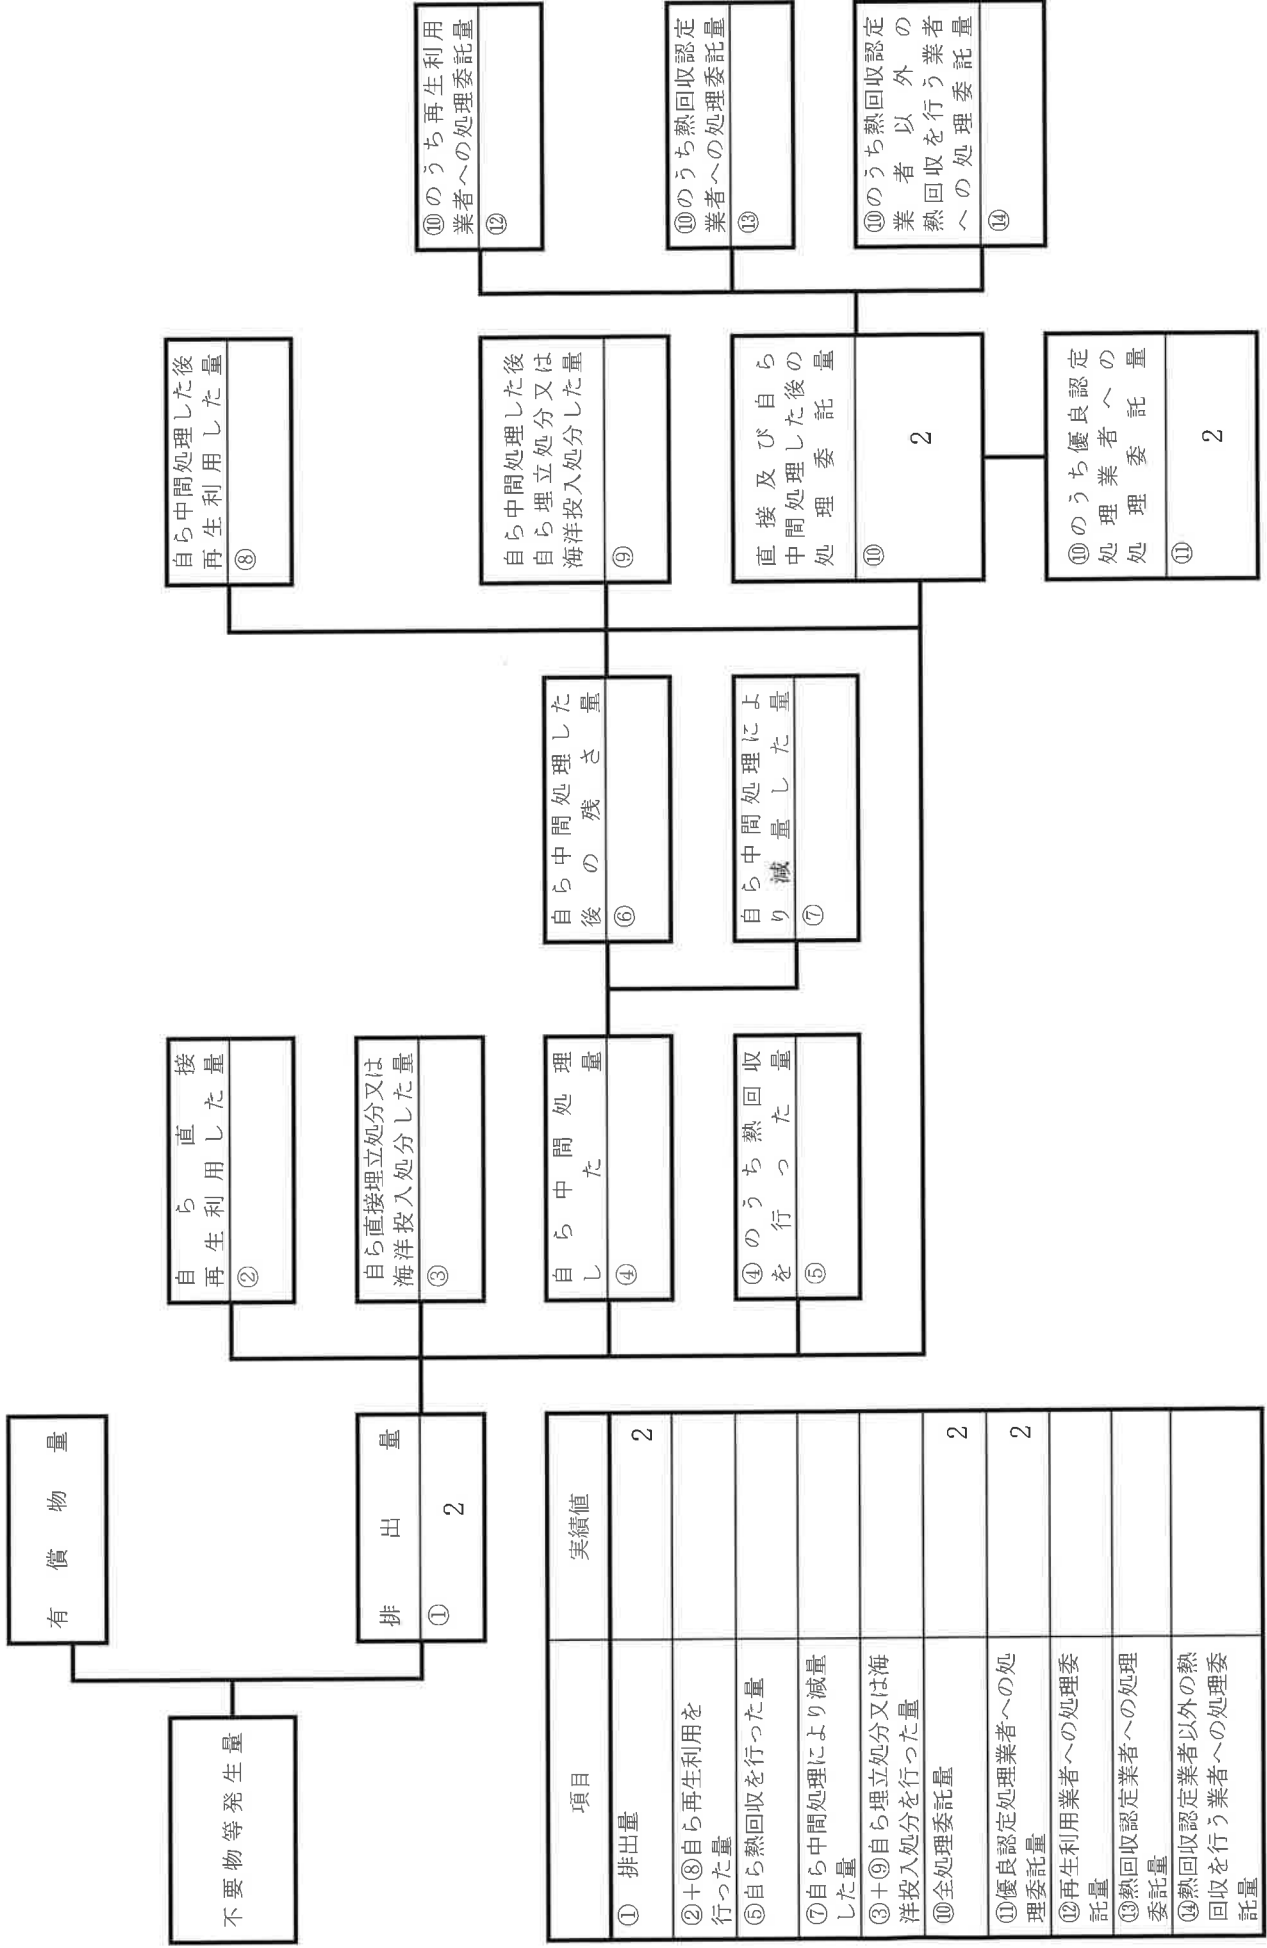 不要物等発生量
有償物量
排出量
①
2
自ら直接
再生利用した量
②
自ら直接埋立処分又は
海洋投入処分した量
③
自ら中間処理
した量
④
④のうち熱回収
を行った量
⑤
自ら中間処理した
後の残さ量
⑥
自ら中間処理によ
り減量した量
⑦
自ら中間処理した後
再生利用した量
⑧
自ら中間処理した後
自ら埋立処分又は
海洋投入処分した量
⑨
直接及び自ら
中間処理した後の
処理委託量
⑩
2
⑩のうち優良認定
処理業者への
処理委託量
⑪
2
⑩のうち再生利用
業者への処理委託量
⑫
⑩のうち熱回収認定
業者への処理委託量
⑬
⑩のうち熱回収認定
業者以外の
熱回収を行う業者
への処理委託量
⑭
項目 実績値
① 排出量 2
②+⑧自ら再生利用を
行った量
⑤自ら熱回収を行った量
⑦自ら中間処理により減量
した量
③+⑨自ら埋立処分又は海
洋投入処分を行った量
⑩全処理委託量 2
⑪優良認定処理業者への処
理委託量 2
⑫再生利用業者への処理委
託量
⑬熱回収認定業者への処理
委託量
⑭熱回収認定業者以外の熱
回収を行う業者への処理委
託量